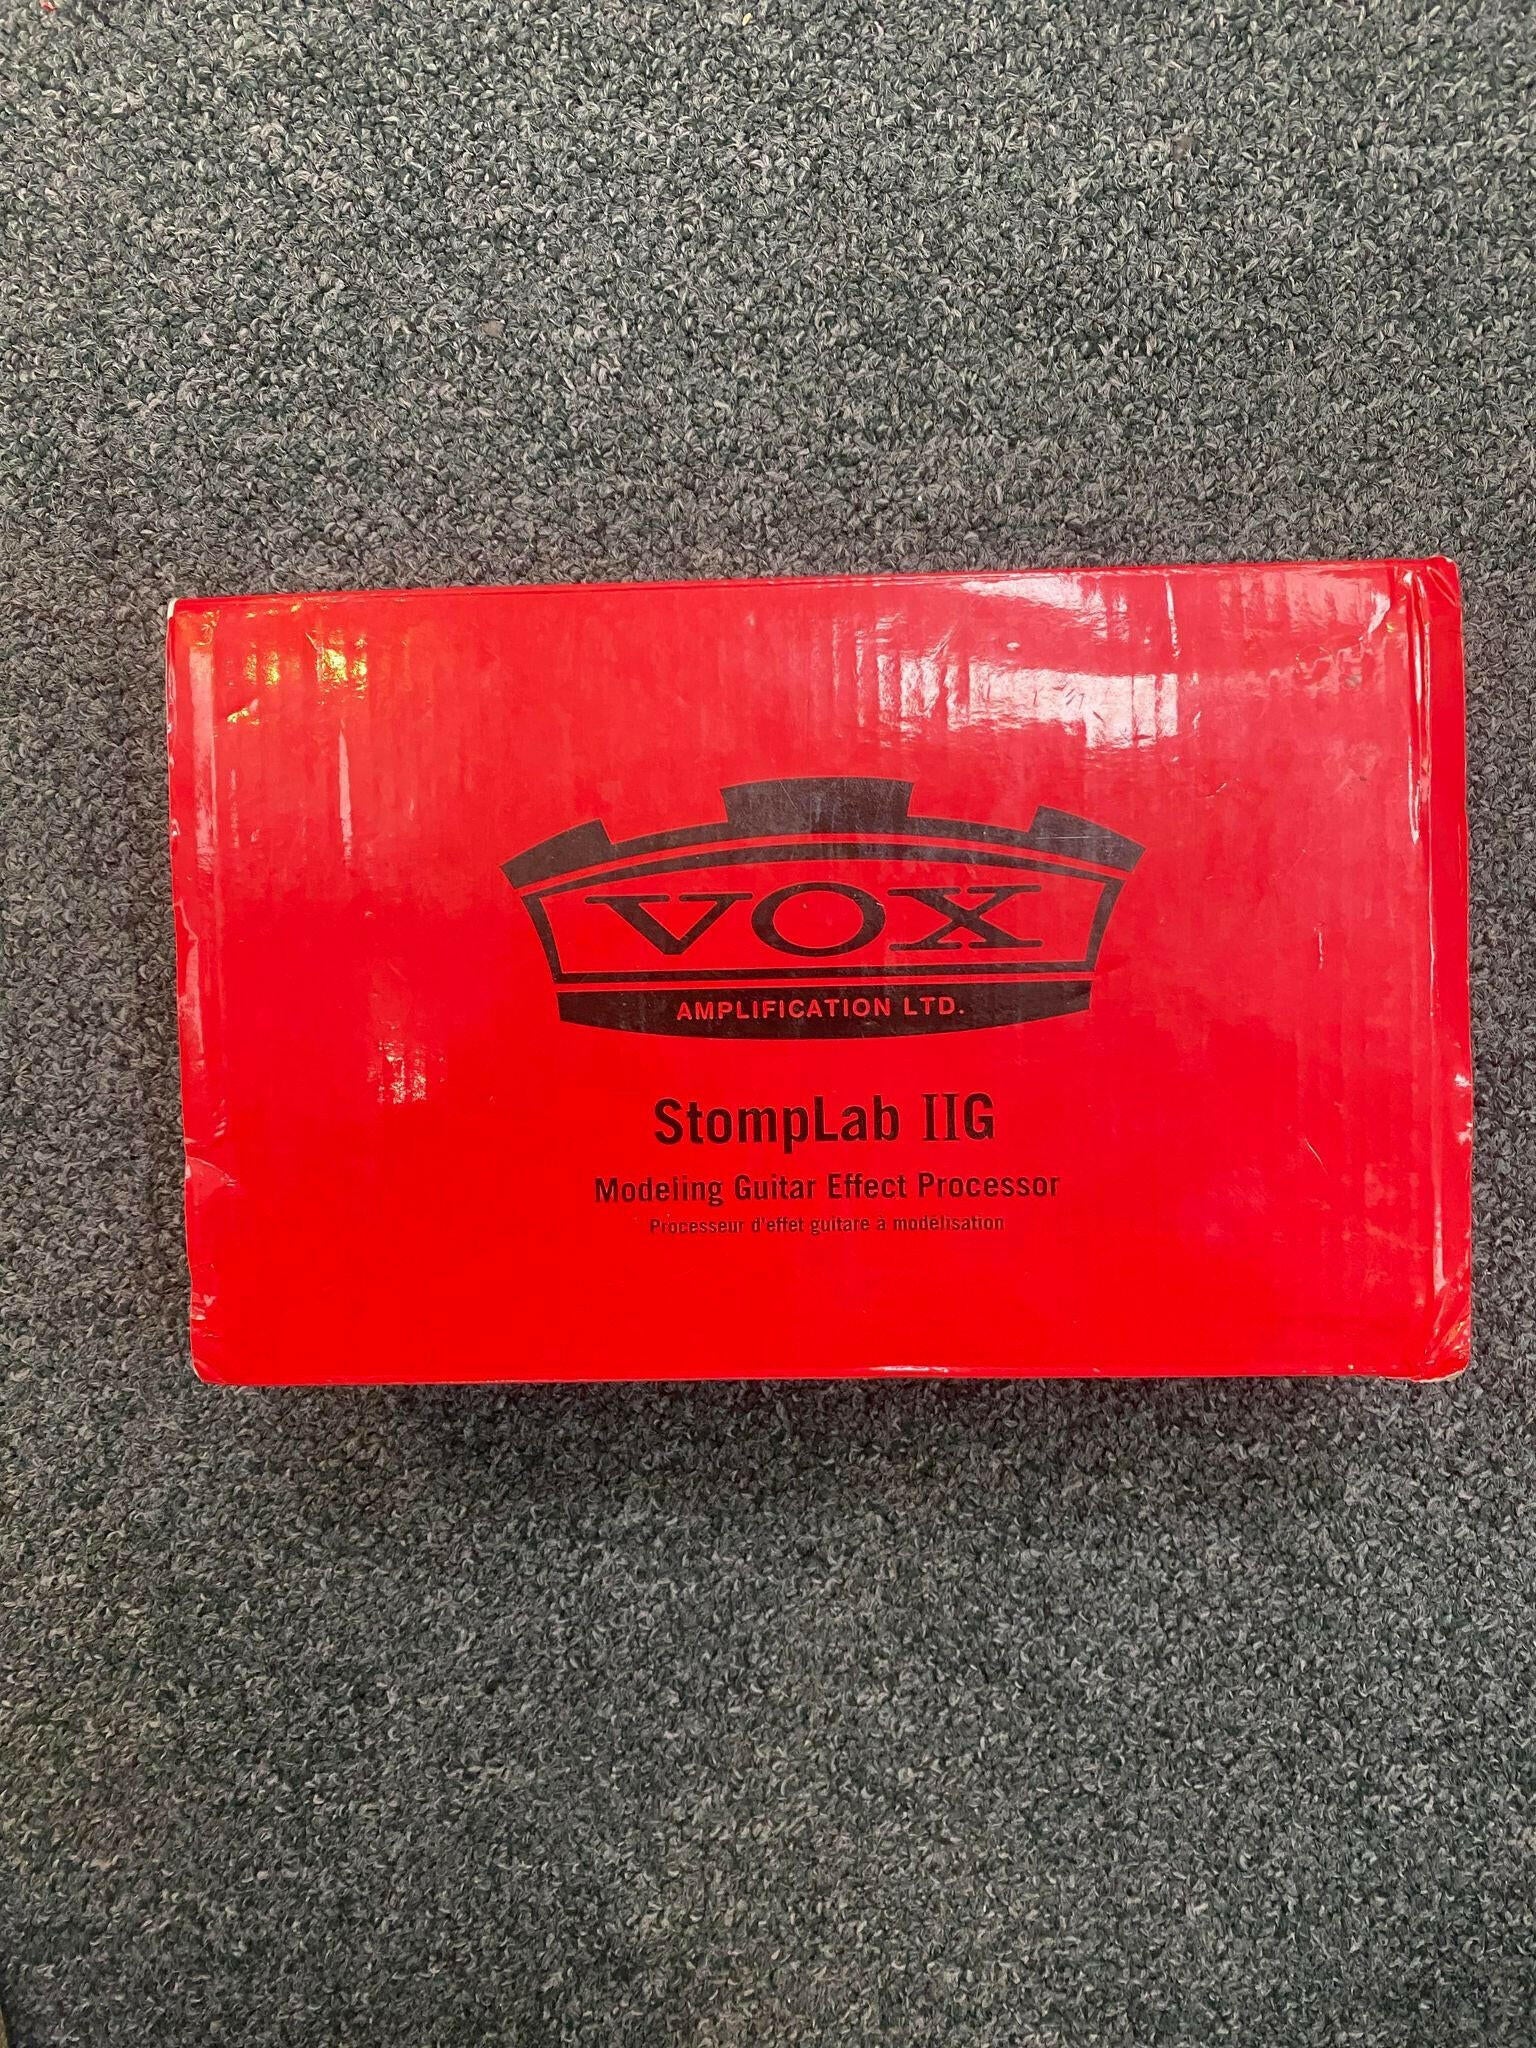 VOX
AMPLIFICATION LTD.
StompLab IIG
Modeling Guitar Effect Processor
Processeur d'effet guitare à modélisation